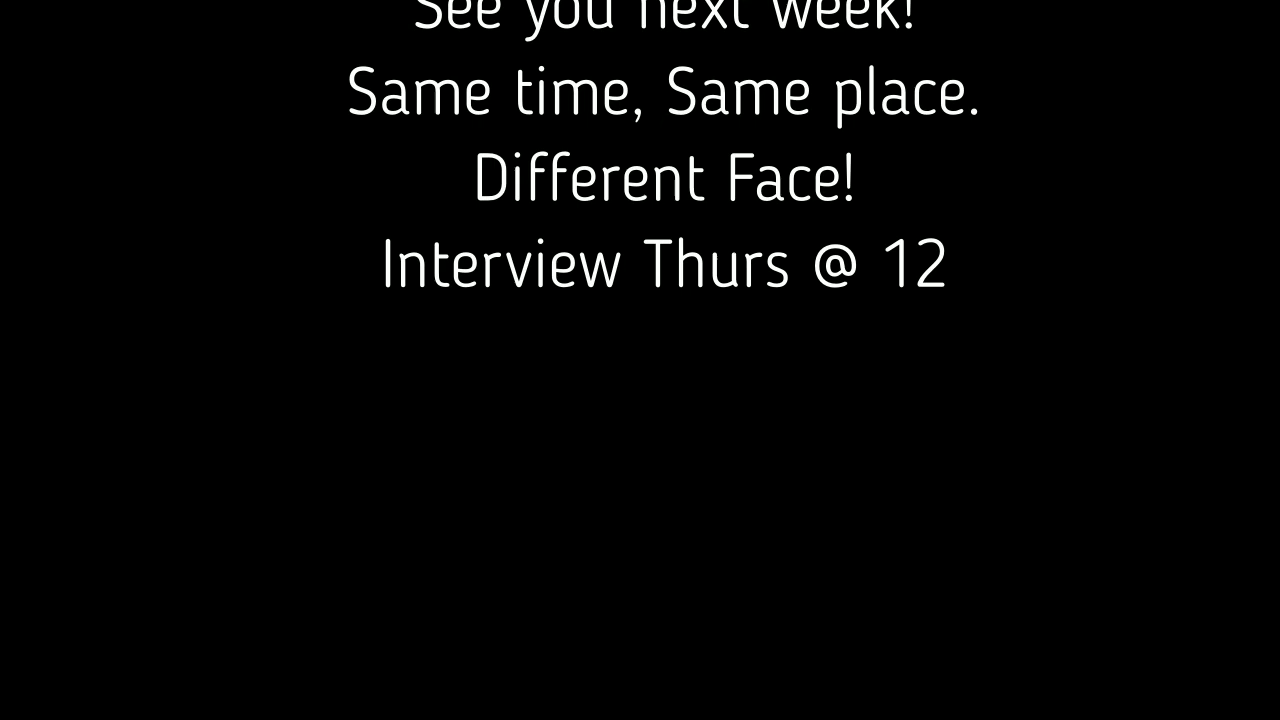 See you next week!
Same time, Same place.
Different Face!
Interview Thurs @ 12